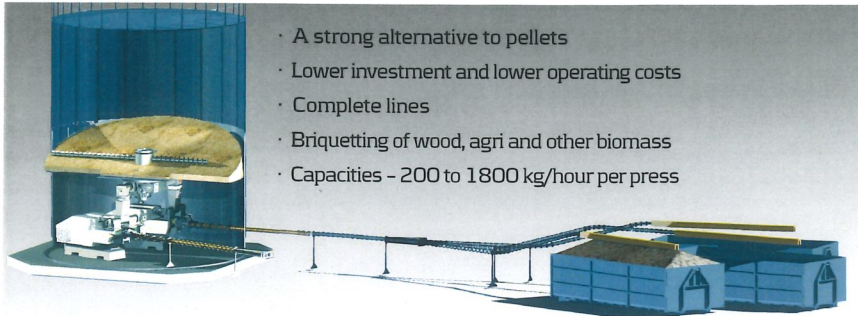 · A strong alternative to pellets
· Lower investment and lower operating costs
· Complete lines
· Briquetting of wood, agri and other biomass
· Capacities - 200 to 1800 kg/hour per press